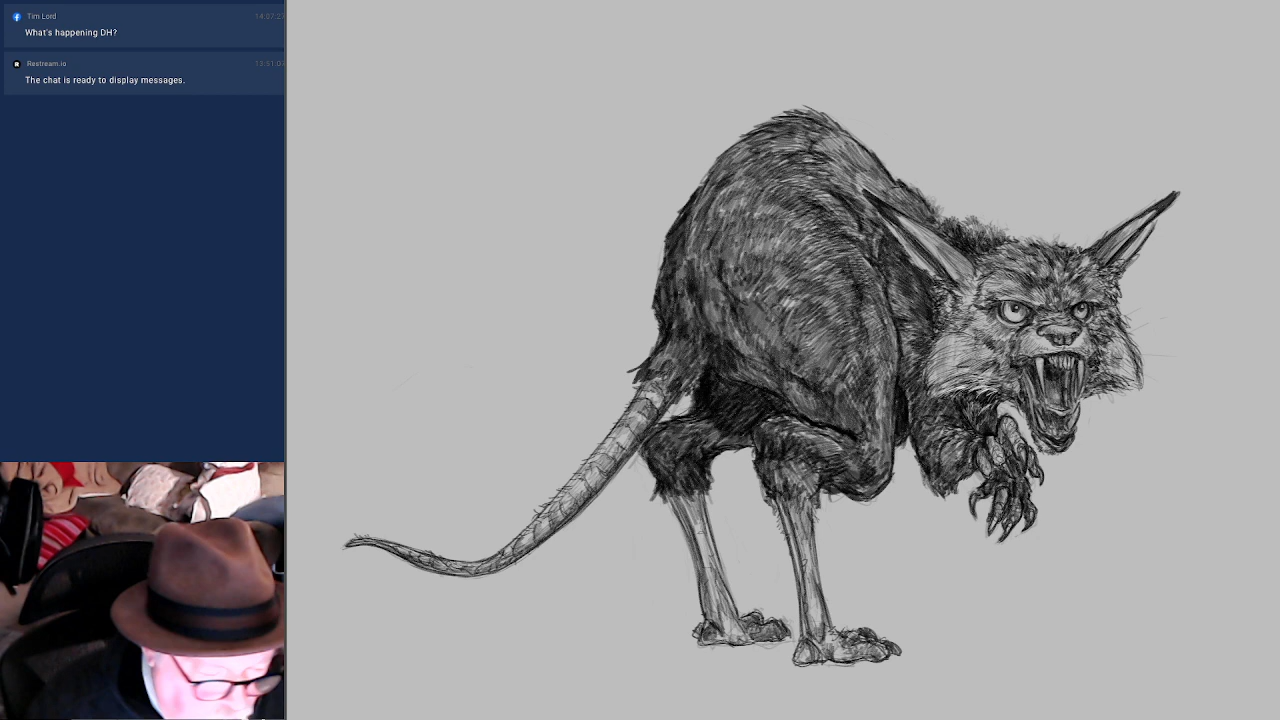 Tim Lord
What's happening DH?
Restream.io
The chat is ready to display messages.